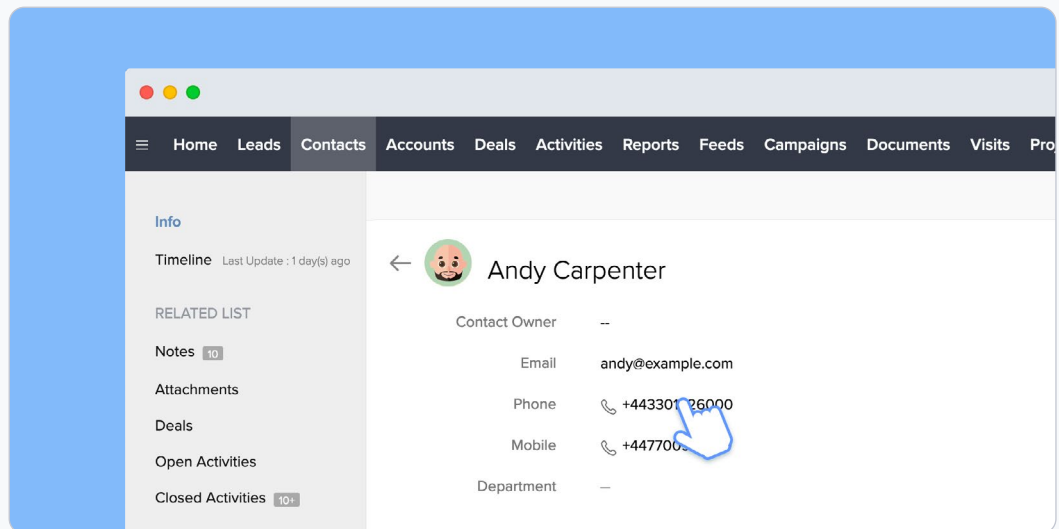 Home Leads Contacts Accounts Deals Activities Reports Feeds Campaigns Documents Visits
Info
Timeline Last Update : 1 day(s) ago
Andy Carpenter
RELATED LIST
Contact Owner --
Notes 10
Email andy@example.com
Attachments
Phone
Deals
Mobile
Open Activities
Department —
Closed Activities 10+